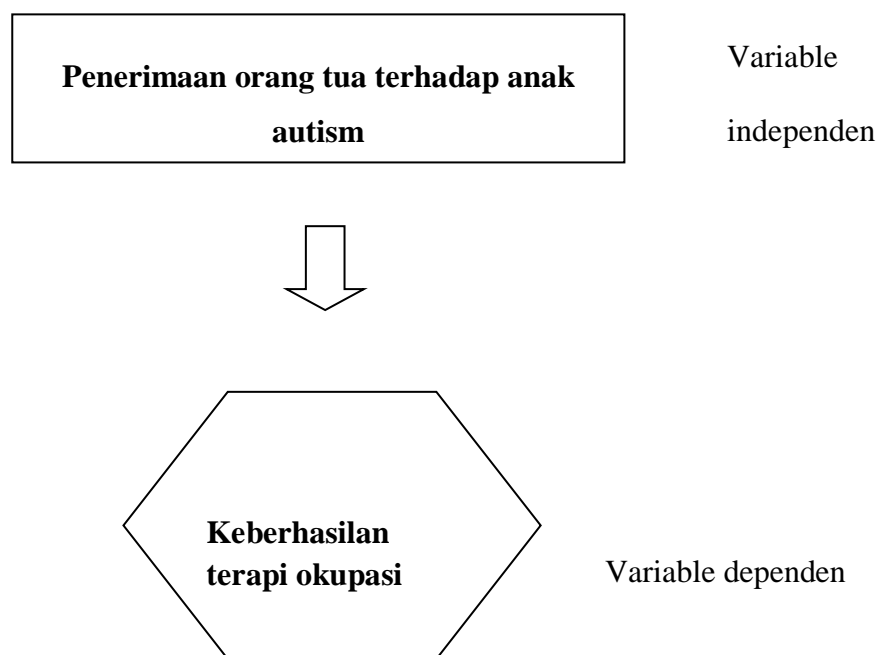 Penerimaan orang tua terhadap anak
autism
Variable
independen
Keberhasilan
terapi okupasi
Variable dependen